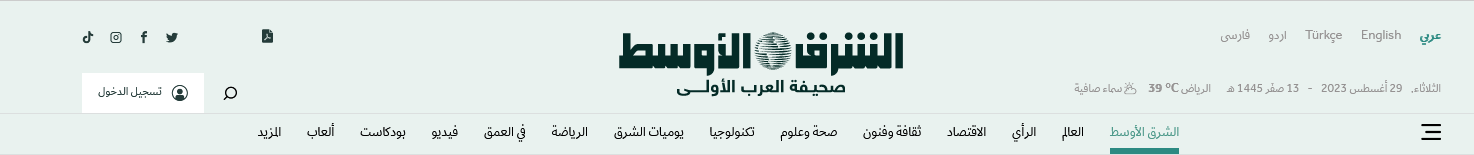 عربي English Türkçe اردو فارسى
الشرق الأوسط
صحيفة العرب الأولى
الثلاثاء، 29 أغسطس 2023 - 13 صفَر 1445 هـ الرياض 39 ℃ سماء صافية
تسجيل الدخول
الشرق الأوسط العالم الرأي الاقتصاد ثقافة وفنون صحة وعلوم تكنولوجيا يوميات الشرق الرياضة في العمق فيديو بودكاست ألعاب المزيد